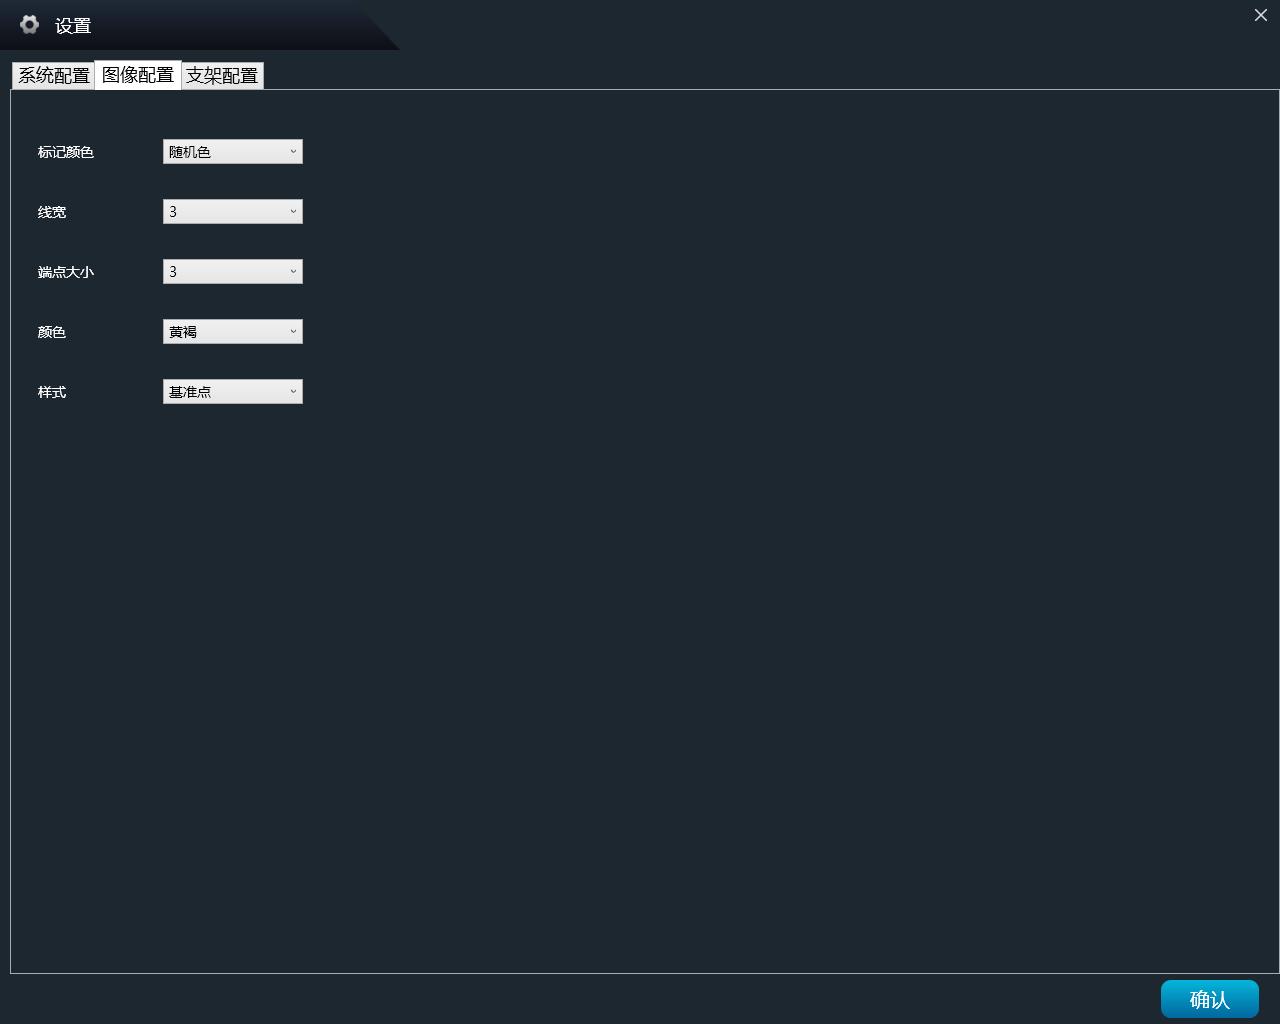 设置
系统配置 图像配置 支架配置
标记颜色 随机色
线宽 3
端点大小 3
颜色 黄褐
样式 基准点
确认